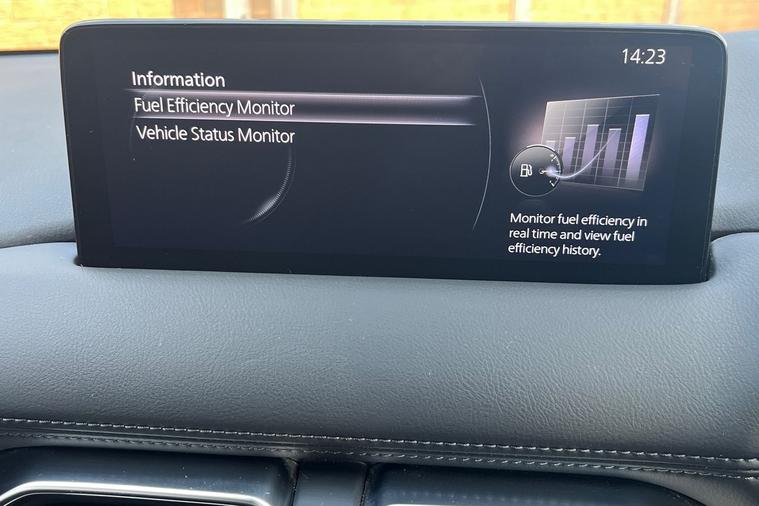 14:23
Information
Fuel Efficiency Monitor
Vehicle Status Monitor
Monitor fuel efficiency in
real time and view fuel
efficiency history.